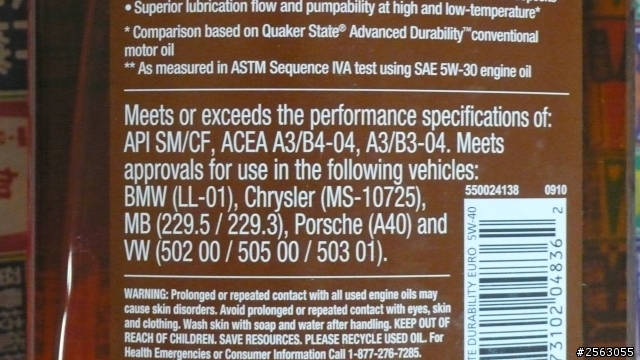 • Superior lubrication flow and pumpability at high and low-temperature*
* Comparison based on Quaker State® Advanced Durability™ conventional
motor oil
** As measured in ASTM Sequence IVA test using SAE 5W-30 engine oil
Meets or exceeds the performance specifications of:
API SM/CF, ACEA A3/B4-04, A3/B3-04. Meets
approvals for use in the following vehicles:
BMW (LL-01), Chrysler (MS-10725),
MB (229.5 / 229.3), Porsche (A40) and
VW (502 00 / 505 00 / 503 01).
550024138 0910
TE DURABILITY EURO 5W-40
3102 04836 2
WARNING: Prolonged or repeated contact with all used engine oils may
cause skin disorders. Avoid prolonged or repeated contact with eyes, skin
and clothing. Wash skin with soap and water after handling. KEEP OUT OF
REACH OF CHILDREN. SAVE RESOURCES. PLEASE RECYCLE USED OIL. For
Health Emergencies or Consumer Information Call 1-877-276-7285.
#2563055